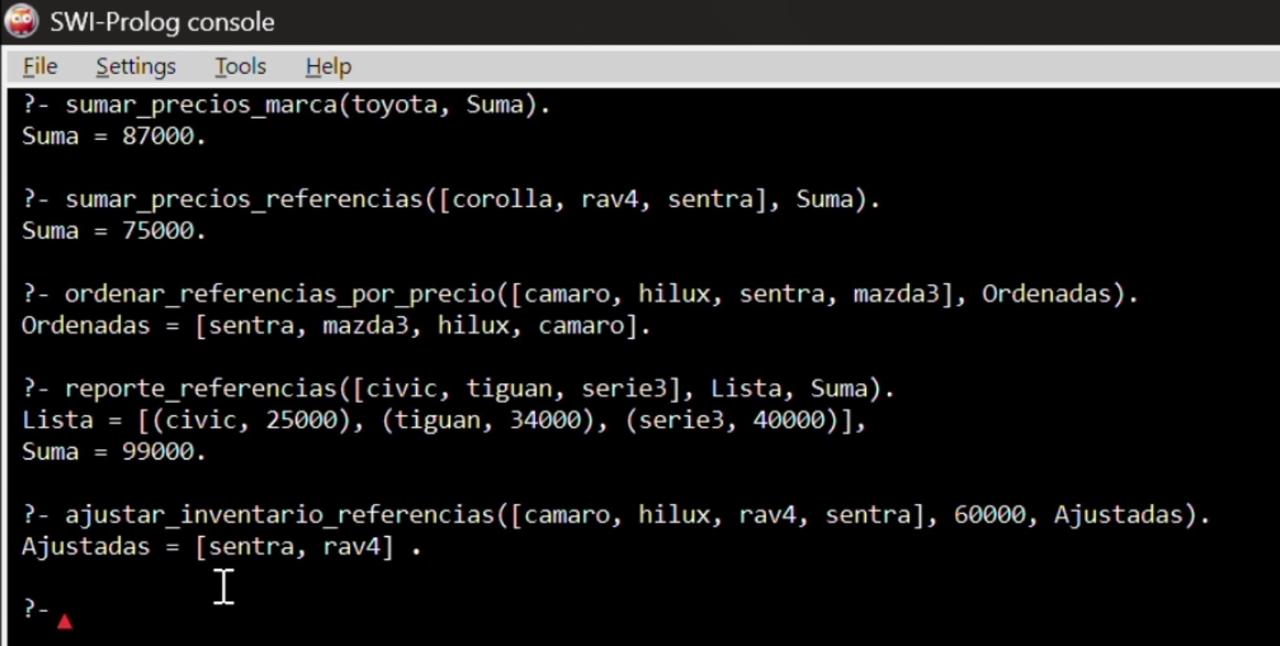 SWI-Prolog console
File Settings Tools Help
?- sumar_precios_marca(toyota, Suma).
Suma = 87000.
?- sumar_precios_referencias([corolla, rav4, sentra], Suma).
Suma = 75000.
?- ordenar_referencias_por_precio([camaro, hilux, sentra, mazda3], Ordenadas).
Ordenadas = [sentra, mazda3, hilux, camaro].
?- reporte_referencias([civic, tiguan, serie3], Lista, Suma).
Lista = [(civic, 25000), (tiguan, 34000), (serie3, 40000)],
Suma = 99000.
?- ajustar_inventario_referencias([camaro, hilux, rav4, sentra], 60000, Ajustadas).
Ajustadas = [sentra, rav4] .
?-